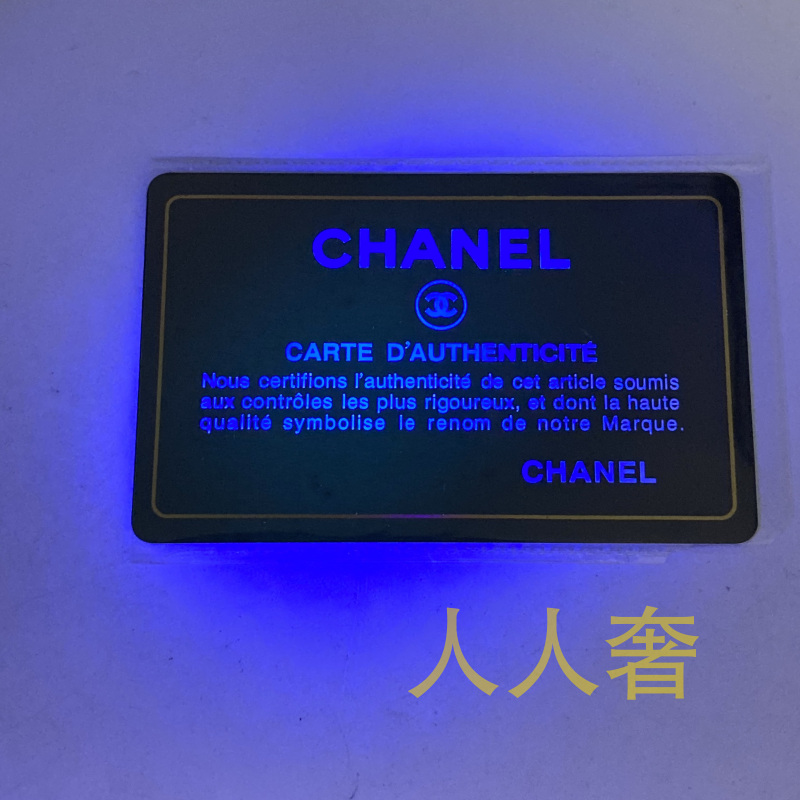 CHANEL
CARTE D'AUTHENTICITÉ
Nous certifions l'authenticité de cet article soumis
aux contrôles les plus rigoureux, et dont la haute
qualité symbolise le renom de notre Marque.
CHANEL
人人奢